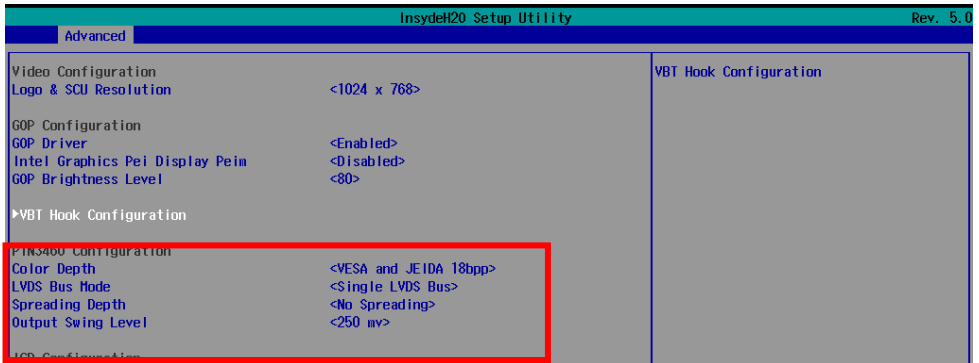 InsydeH2O Setup Utility Rev. 5.0
Advanced
Video Configuration
Logo & SCU Resolution <1024 x 768>
VBT Hook Configuration
GOP Configuration
GOP Driver <Enabled>
Intel Graphics Pei Display Peim <Disabled>
GOP Brightness Level <80>
▶VBT Hook Configuration
PTN3460 Configuration
Color Depth <VESA and JEIDA 18bpp>
LVDS Bus Mode <Single LVDS Bus>
Spreading Depth <No Spreading>
Output Swing Level <250 mv>
Configuration